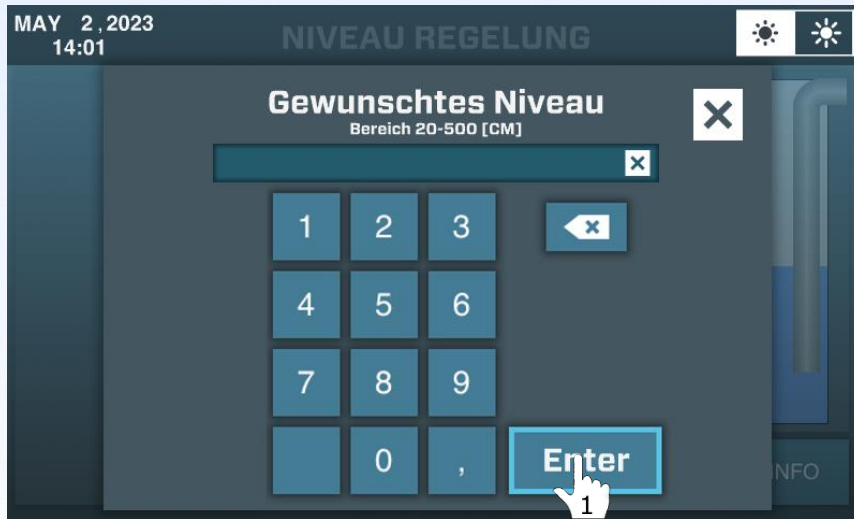 MAY 2,2023
14:01
NIVEAU REGELUNG
Gewunschtes Niveau
Bereich 20-500 [CM]
1 2 3
4 5 6
7 8 9
0 , Enter
1
INFO